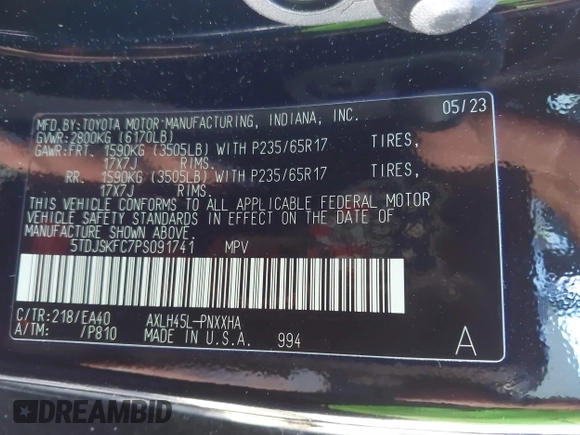 MFD.BY:TOYOTA MOTOR MANUFACTURING, INDIANA, INC. 05/23
GVWR:2800KG (6170LB)
GAWR:FRT. 1590KG (3505LB) WITH P235/65R17 TIRES,
17X7J RIMS.
RR. 1590KG (3505LB) WITH P235/65R17 TIRES,
17X7J RIMS.
THIS VEHICLE CONFORMS TO ALL APPLICABLE FEDERAL MOTOR
VEHICLE SAFETY STANDARDS IN EFFECT ON THE DATE OF
MANUFACTURE SHOWN ABOVE.
5TDJSKFC7PS091741 MPV
C/TR:218/EA40 AXLH45L-PNXXHA
A/TM: /P810 MADE IN U.S.A. 994 A
DREAMBID